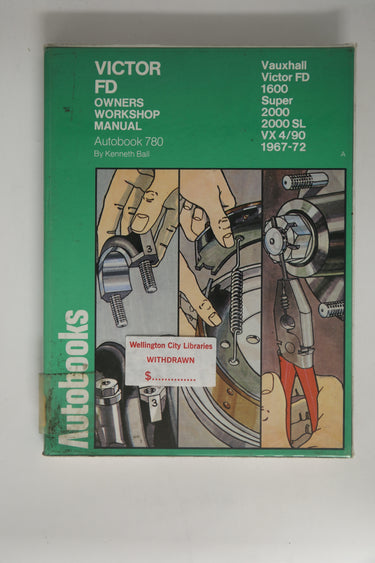 VICTOR
FD
OWNERS
WORKSHOP
MANUAL
Autobook 780
By Kenneth Ball
Vauxhall
Victor FD
1600
Super
2000
2000 SL
VX 4/90
1967-72
A
3
Wellington City Libraries
WITHDRAWN
$..............
3
Autobooks